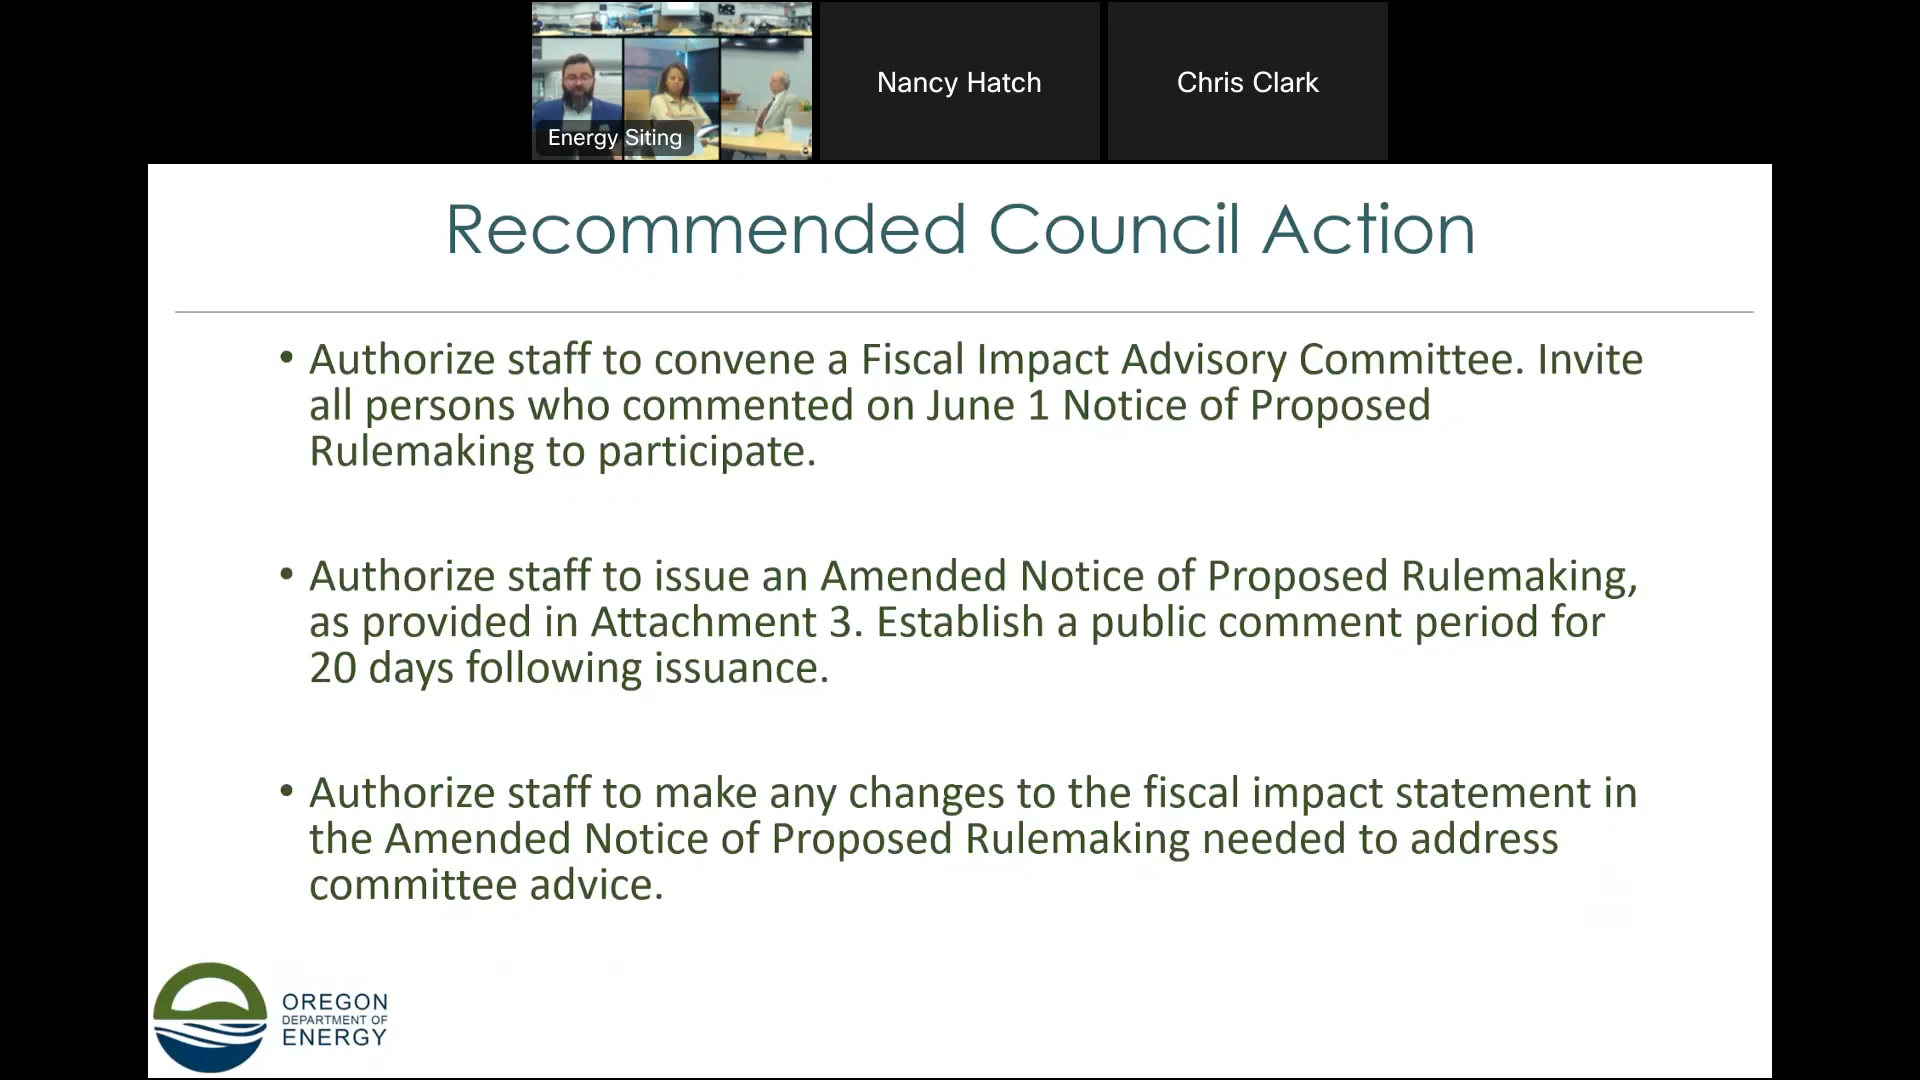 Energy Siting
Nancy Hatch
Chris Clark
Recommended Council Action
• Authorize staff to convene a Fiscal Impact Advisory Committee. Invite
all persons who commented on June 1 Notice of Proposed
Rulemaking to participate.
• Authorize staff to issue an Amended Notice of Proposed Rulemaking,
as provided in Attachment 3. Establish a public comment period for
20 days following issuance.
• Authorize staff to make any changes to the fiscal impact statement in
the Amended Notice of Proposed Rulemaking needed to address
committee advice.
OREGON
DEPARTMENT OF
ENERGY